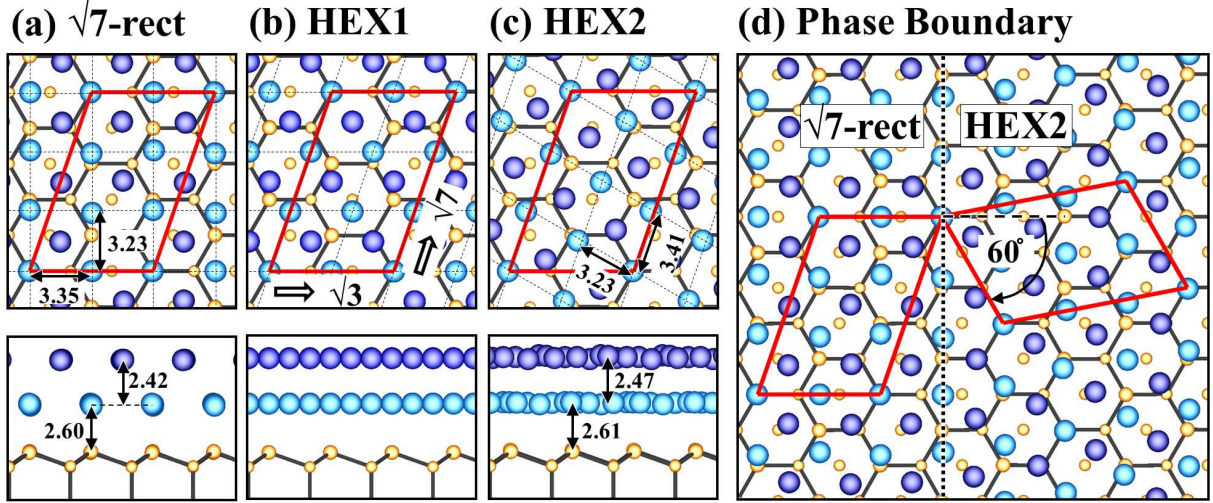 (a) √7-rect
(b) HEX1
(c) HEX2
(d) Phase Boundary
3.23
3.35
√7
√3
3.41
3.23
√7-rect
HEX2
60°
2.42
2.60
2.47
2.61